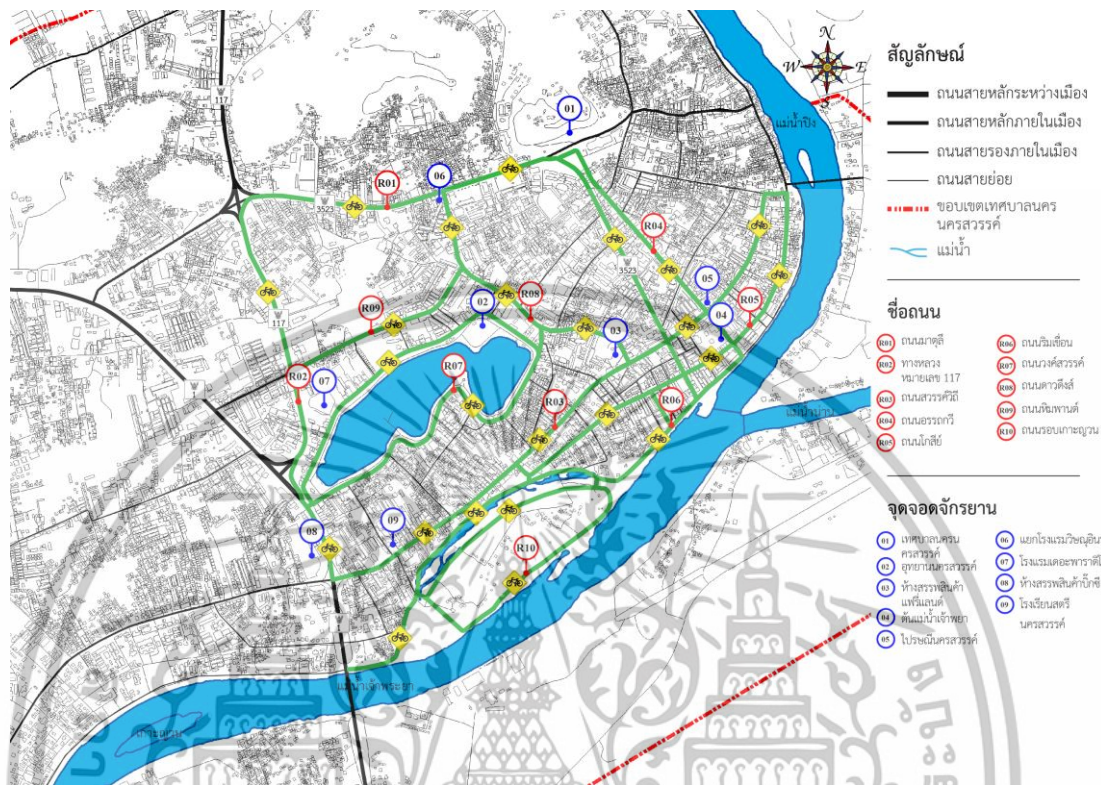 N
W E
S
สัญลักษณ์
ถนนสายหลักระหว่างเมือง
ถนนสายหลักภายในเมือง
ถนนสายรองภายในเมือง
ถนนสายย่อย
ขอบเขตเทศบาลนคร
นครสวรรค์
แม่น้ำ
ชื่อถนน
R01 ถนนมาตุลี
R02 ทางหลวง
หมายเลข 117
R03 ถนนสวรรค์วิถี
R04 ถนนอรรถกวี
R05 ถนนโกสีย์
R06 ถนนริมเขื่อน
R07 ถนนวงค์สวรรค์
R08 ถนนดาวดึงส์
R09 ถนนหิมพานต์
R10 ถนนรอบเกาะญวน
จุดจอดจักรยาน
01 เทศบาลนครน
ครสวรรค์
02 อุทยานนครสวรรค์
03 ห้างสรรพสินค้า
แฟรี่แลนด์
04 ต้นแม่น้ำเจ้าพยา
05 ไปรษณีนครสวรรค์
06 แยกโรงแรมวิษณุอิน
07 โรงแรมเดอะพาราดิ
08 ห้างสรรพสินค้าบิ๊กซี
09 โรงเรียนสตรี
นครสวรรค์
117
01
แม่น้ำปิง
06
R01
3523
R04
3523
117
05
R05
02
R08
R09
03
04
R02
07
R07
R03
R06
แม่น้ำน่าน
08
09
R10
แม่น้ำเจ้าพระยา
เกาะญวน